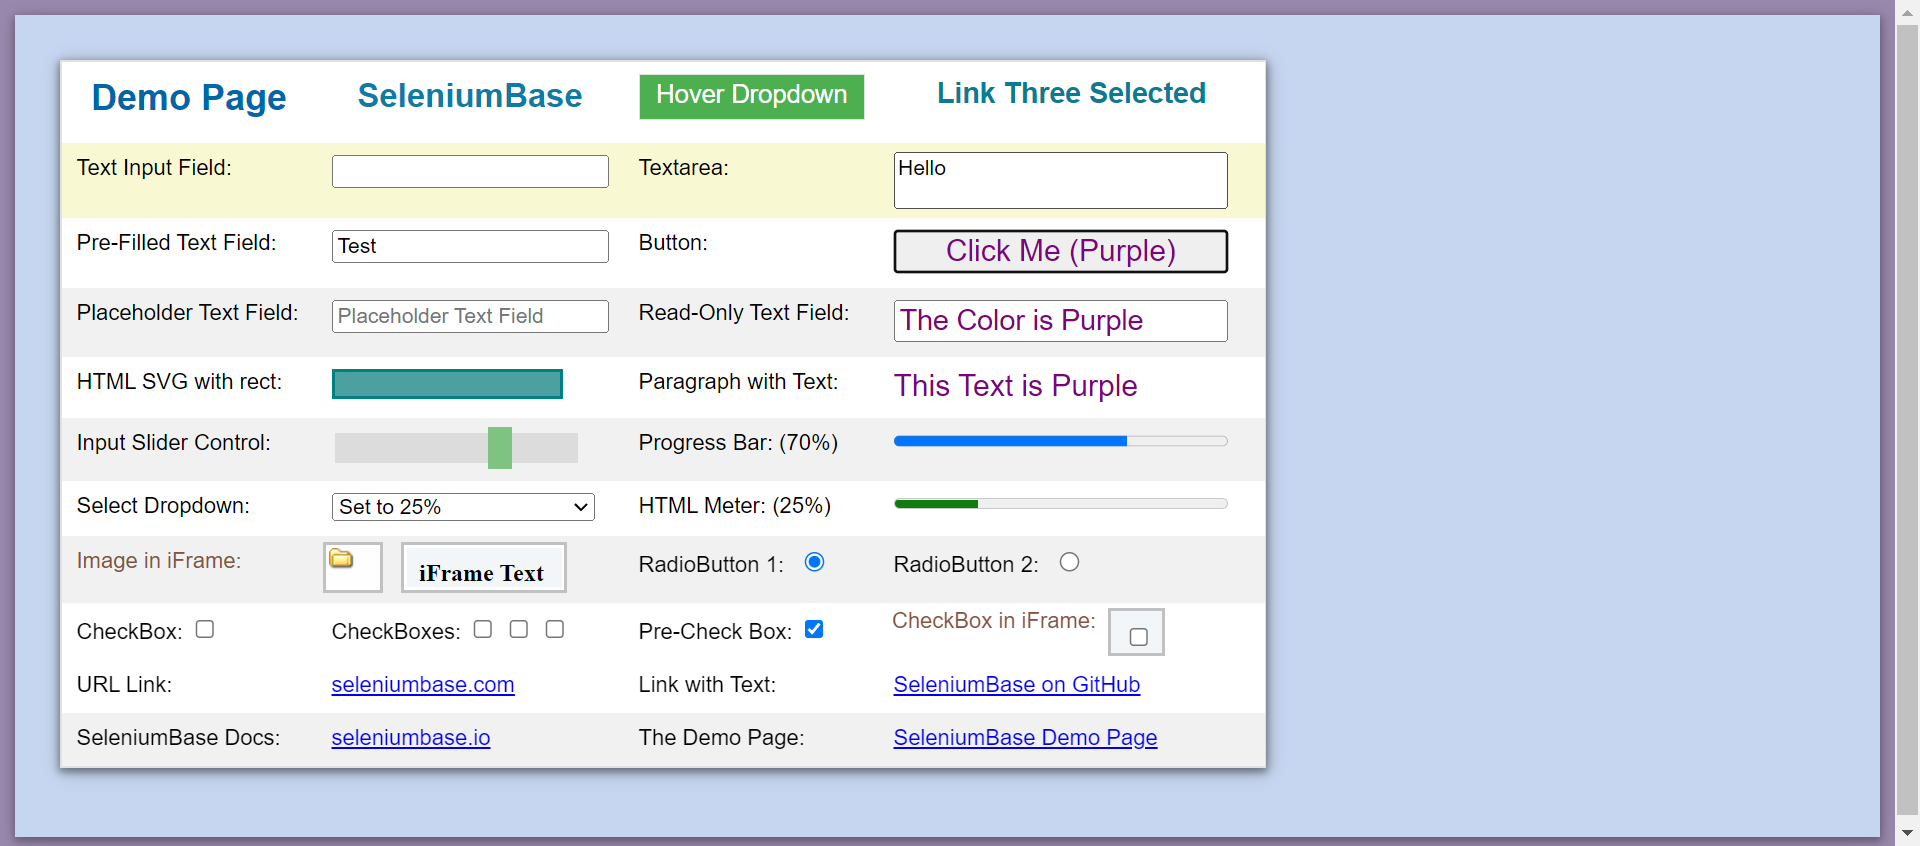 Demo Page SeleniumBase Hover Dropdown Link Three Selected
Text Input Field: Textarea: Hello
Pre-Filled Text Field: Test Button: Click Me (Purple)
Placeholder Text Field: Placeholder Text Field Read-Only Text Field: The Color is Purple
HTML SVG with rect: Paragraph with Text: This Text is Purple
Input Slider Control: Progress Bar: (70%)
Select Dropdown: Set to 25% HTML Meter: (25%)
Image in iFrame: iFrame Text RadioButton 1: RadioButton 2:
CheckBox: CheckBoxes: Pre-Check Box: CheckBox in iFrame:
URL Link: seleniumbase.com Link with Text: SeleniumBase on GitHub
SeleniumBase Docs: seleniumbase.io The Demo Page: SeleniumBase Demo Page